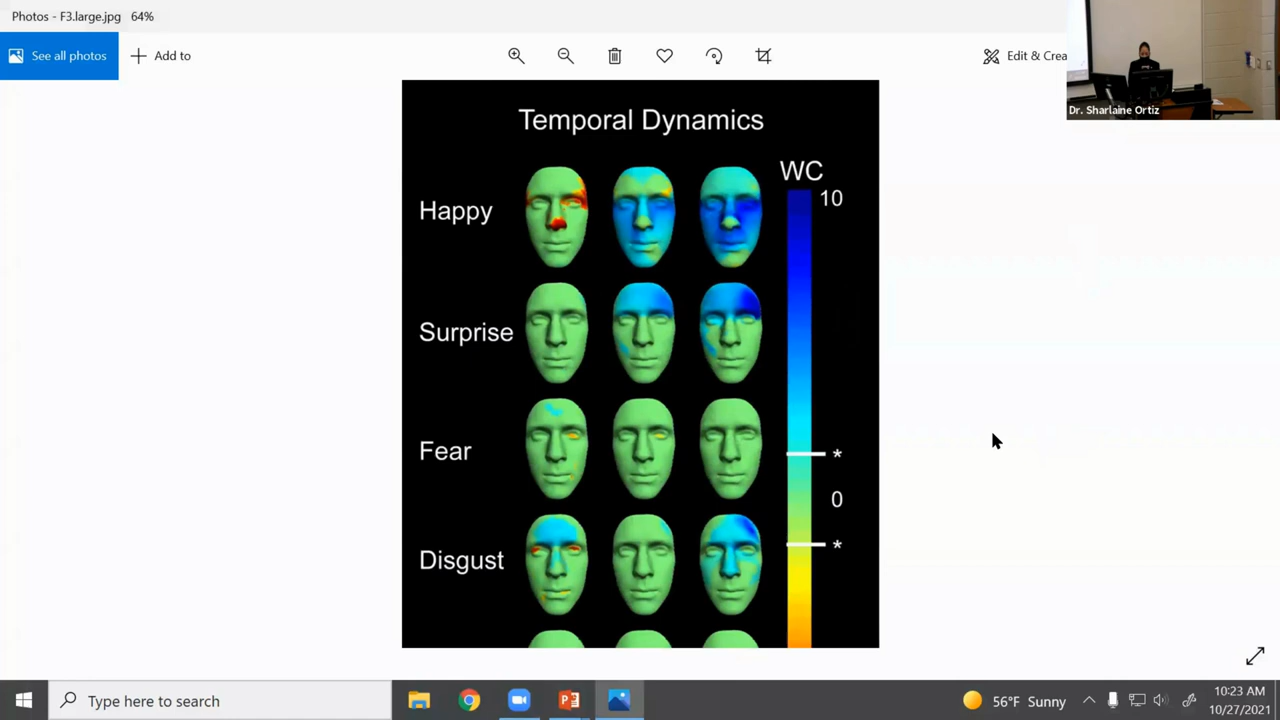 Photos - F3.large.jpg 64%
See all photos
Add to
Edit & Crea
Dr. Sharlaine Ortiz
Temporal Dynamics
WC
10
Happy
Surprise
Fear
*
0
*
Disgust
Type here to search
56°F Sunny
10:23 AM
10/27/2021